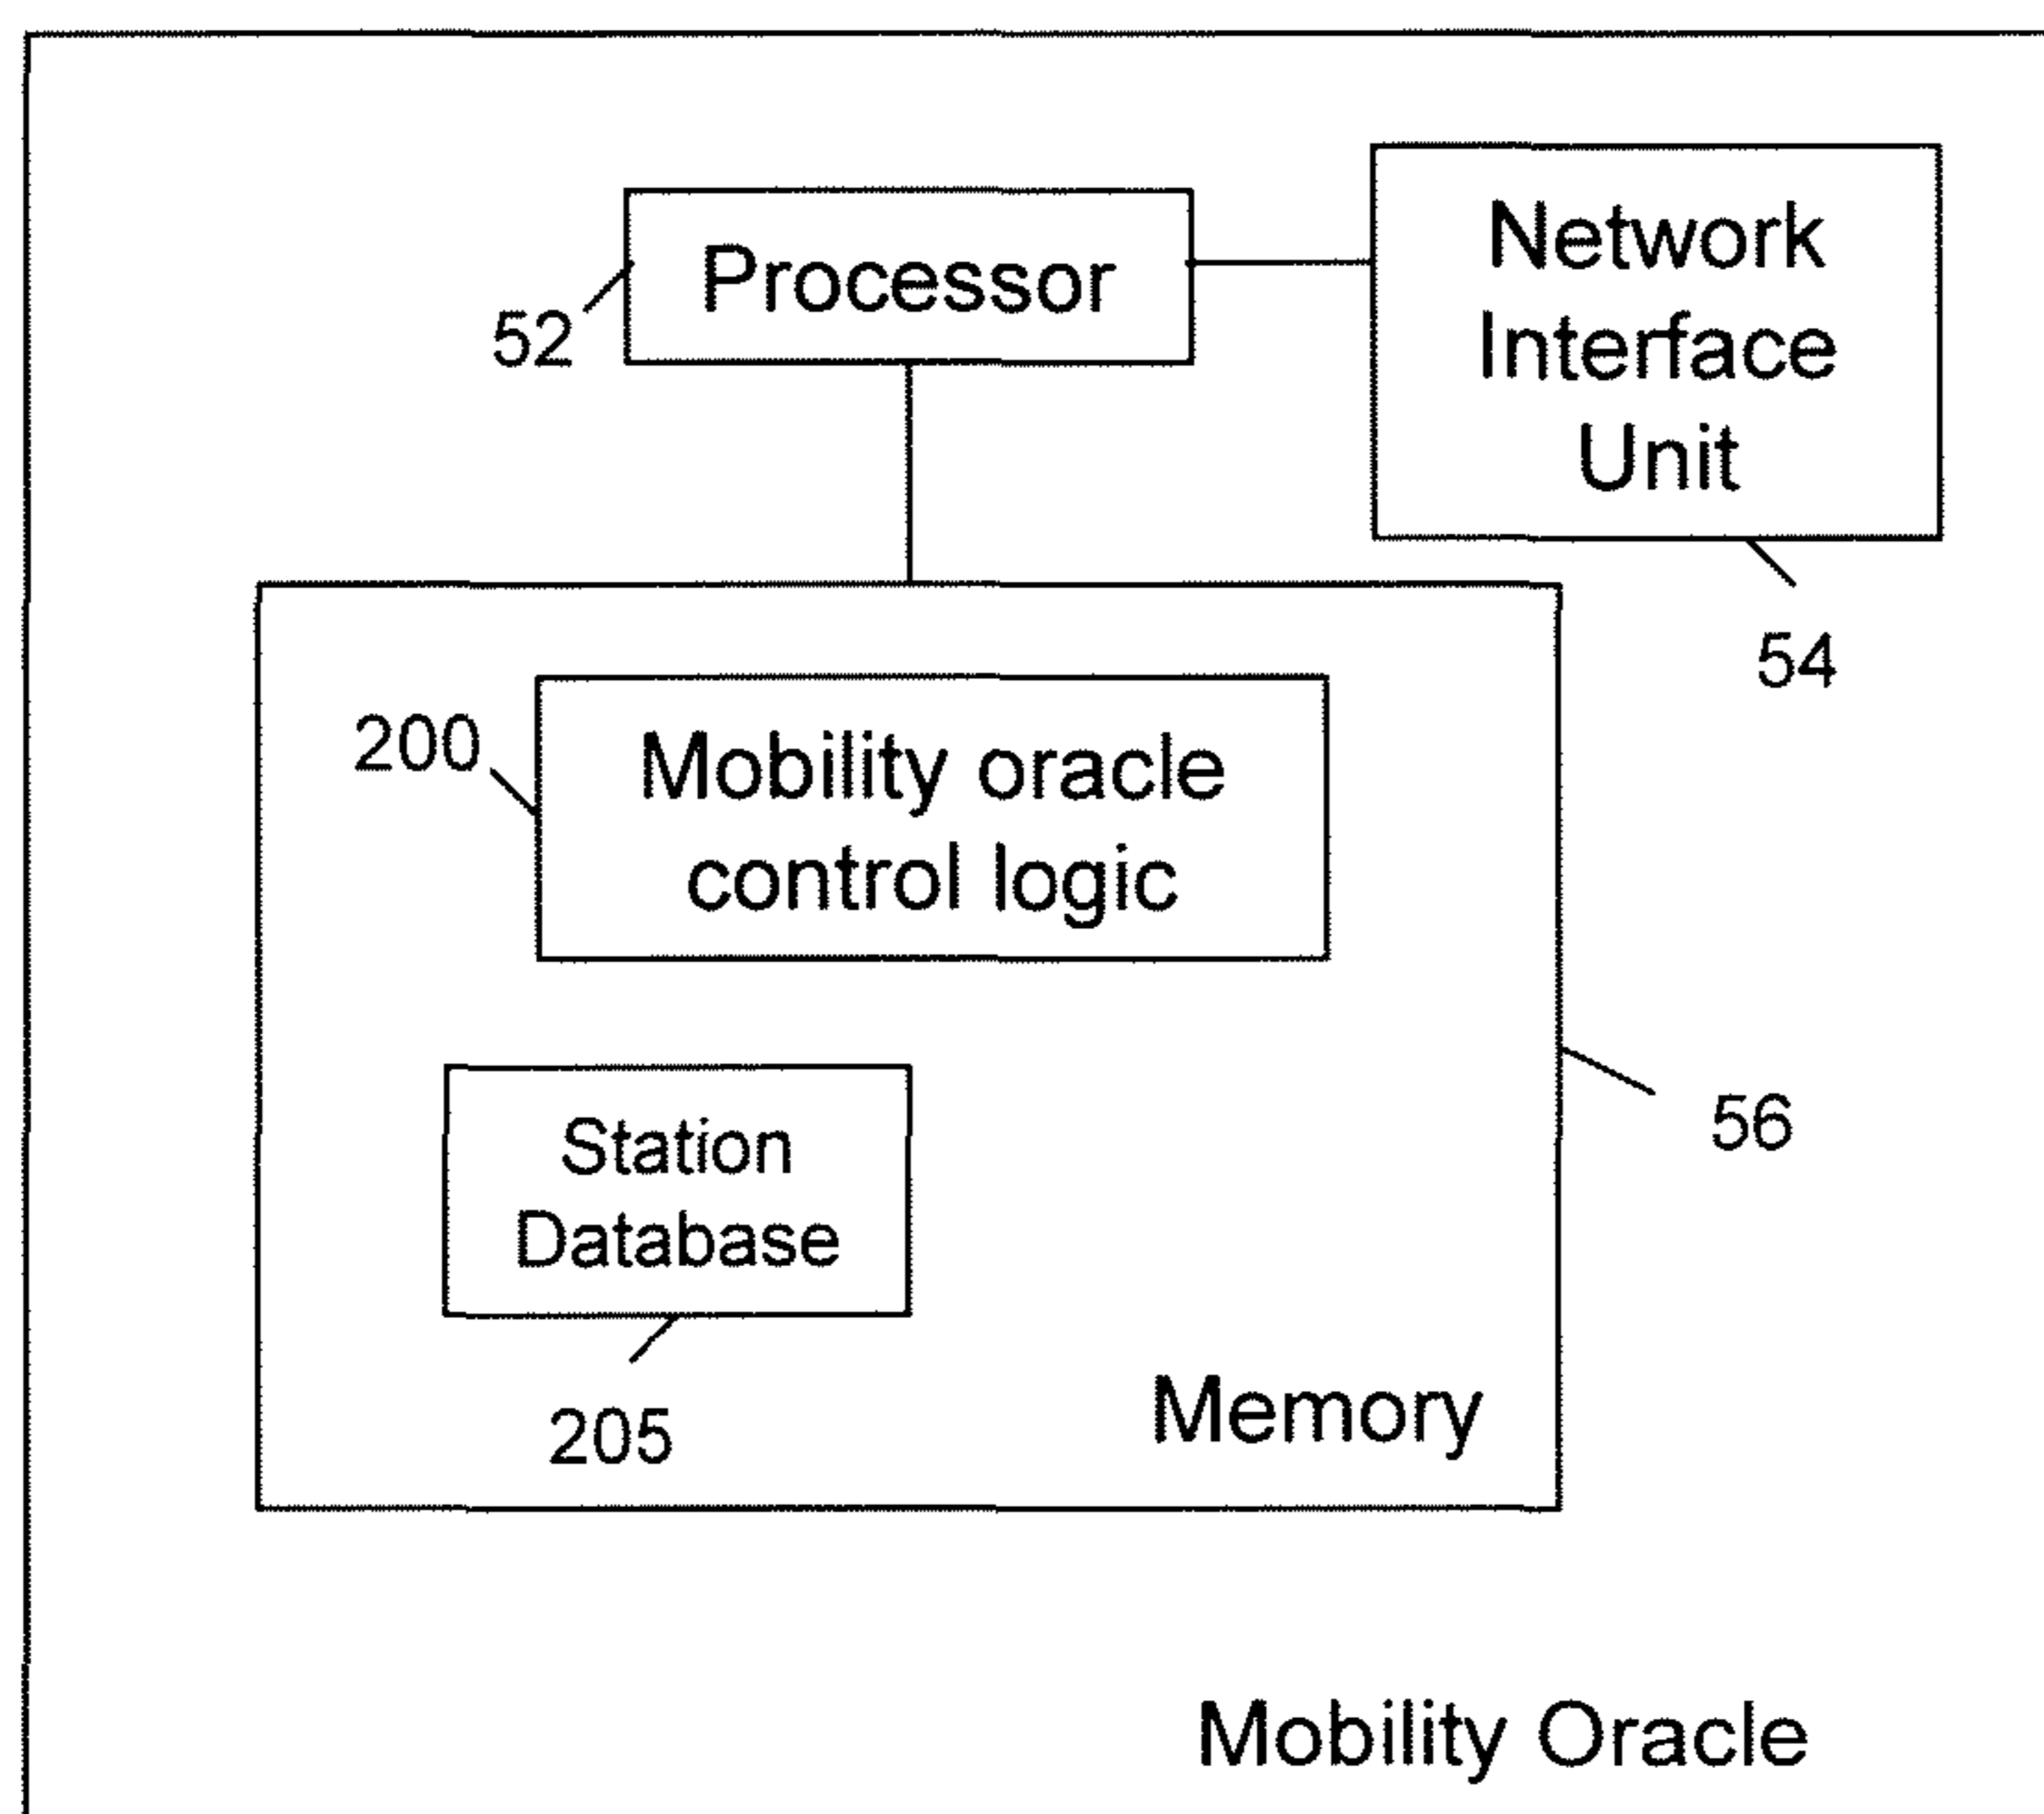 Processor
52
Network
Interface
Unit
54
200
Mobility oracle
control logic
56
Station
Database
205
Memory
Mobility Oracle